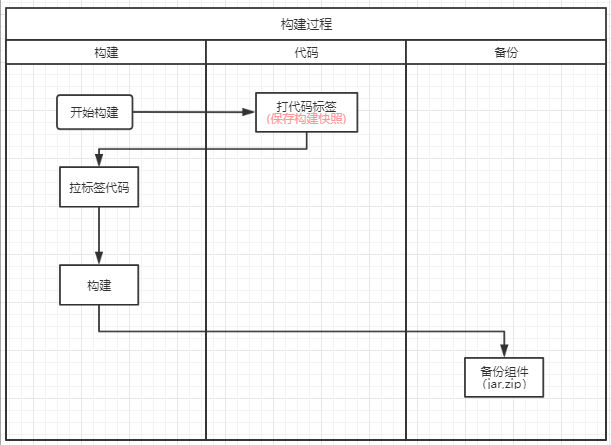 构建过程
构建
代码
备份
开始构建
打代码标签
(保存构建快照)
拉标签代码
构建
备份组件
(jar,zip)